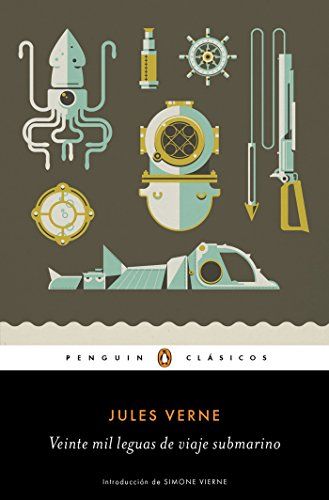 PENGUIN CLÁSICOS
JULES VERNE
Veinte mil leguas de viaje submarino
Introducción de SIMONE VIERNE